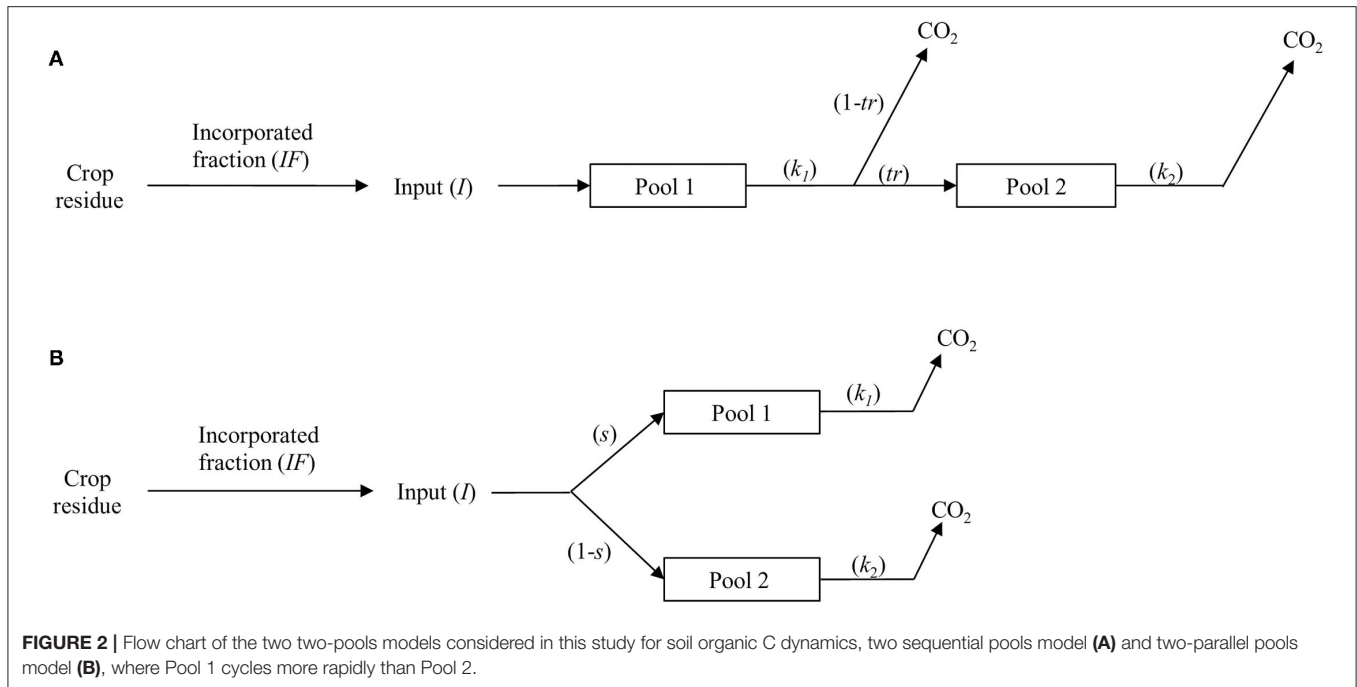 A
CO₂
CO₂
(1-tr)
Incorporated
fraction (IF)
Crop
residue
Input (I)
Pool 1
(k₁)
(tr)
Pool 2
(k₂)
B
CO₂
Pool 1
(k₁)
(s)
Incorporated
fraction (IF)
Crop
residue
Input (I)
CO₂
(1-s)
Pool 2
(k₂)
FIGURE 2 | Flow chart of the two two-pools models considered in this study for soil organic C dynamics, two sequential pools model (A) and two-parallel pools
model (B), where Pool 1 cycles more rapidly than Pool 2.